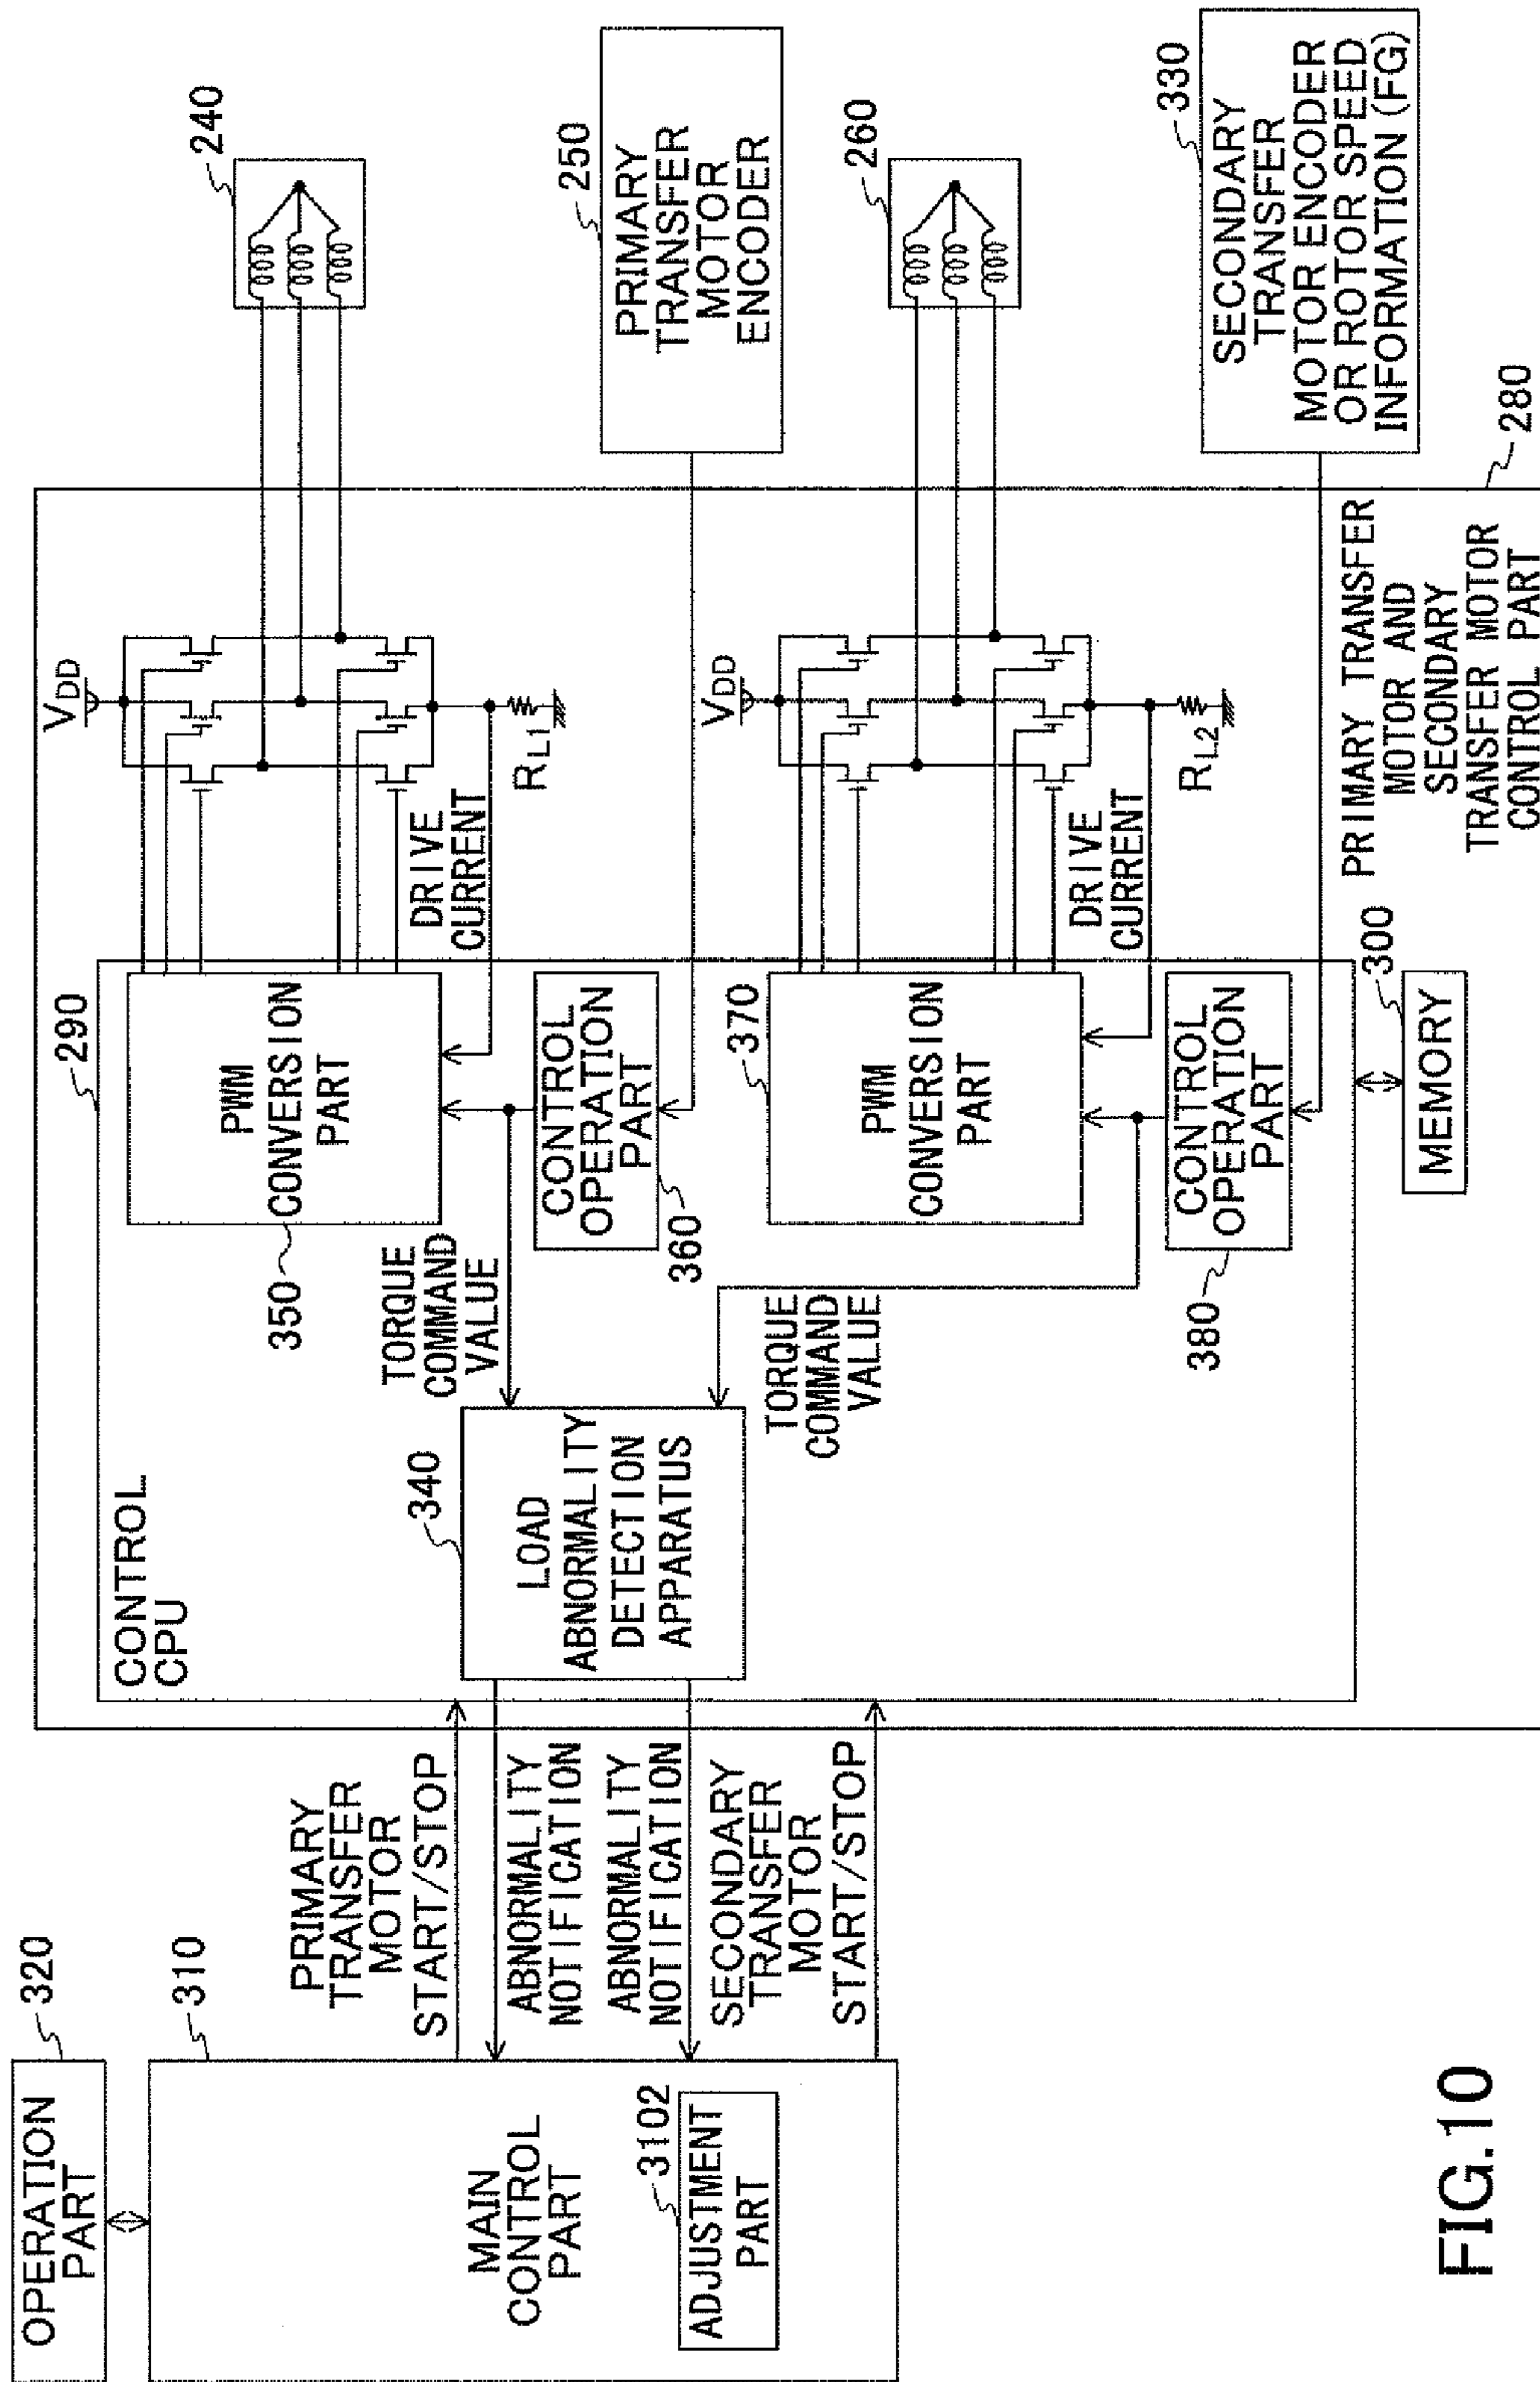 OPERATION
PART
320
310
MAIN
CONTROL
PART
3102
ADJUSTMENT
PART
PRIMARY
TRANSFER
MOTOR
START/STOP
ABNORMALITY
NOTIFICATION
ABNORMALITY
NOTIFICATION
SECONDARY
TRANSFER
MOTOR
START/STOP
CONTROL
CPU
290
340
LOAD
ABNORMALITY
DETECTION
APPARATUS
350
PWM
CONVERSION
PART
TORQUE
COMMAND
VALUE
CONTROL
OPERATION
PART
360
370
PWM
CONVERSION
PART
TORQUE
COMMAND
VALUE
CONTROL
OPERATION
PART
380
300
MEMORY
VDD
DRIVE
CURRENT
RL1
VDD
DRIVE
CURRENT
RL2
PRIMARY TRANSFER
MOTOR AND
SECONDARY
TRANSFER MOTOR
CONTROL PART
280
240
250
PRIMARY
TRANSFER
MOTOR
ENCODER
260
330
SECONDARY
TRANSFER
MOTOR ENCODER
OR ROTOR SPEED
INFORMATION (FG)
FIG.10